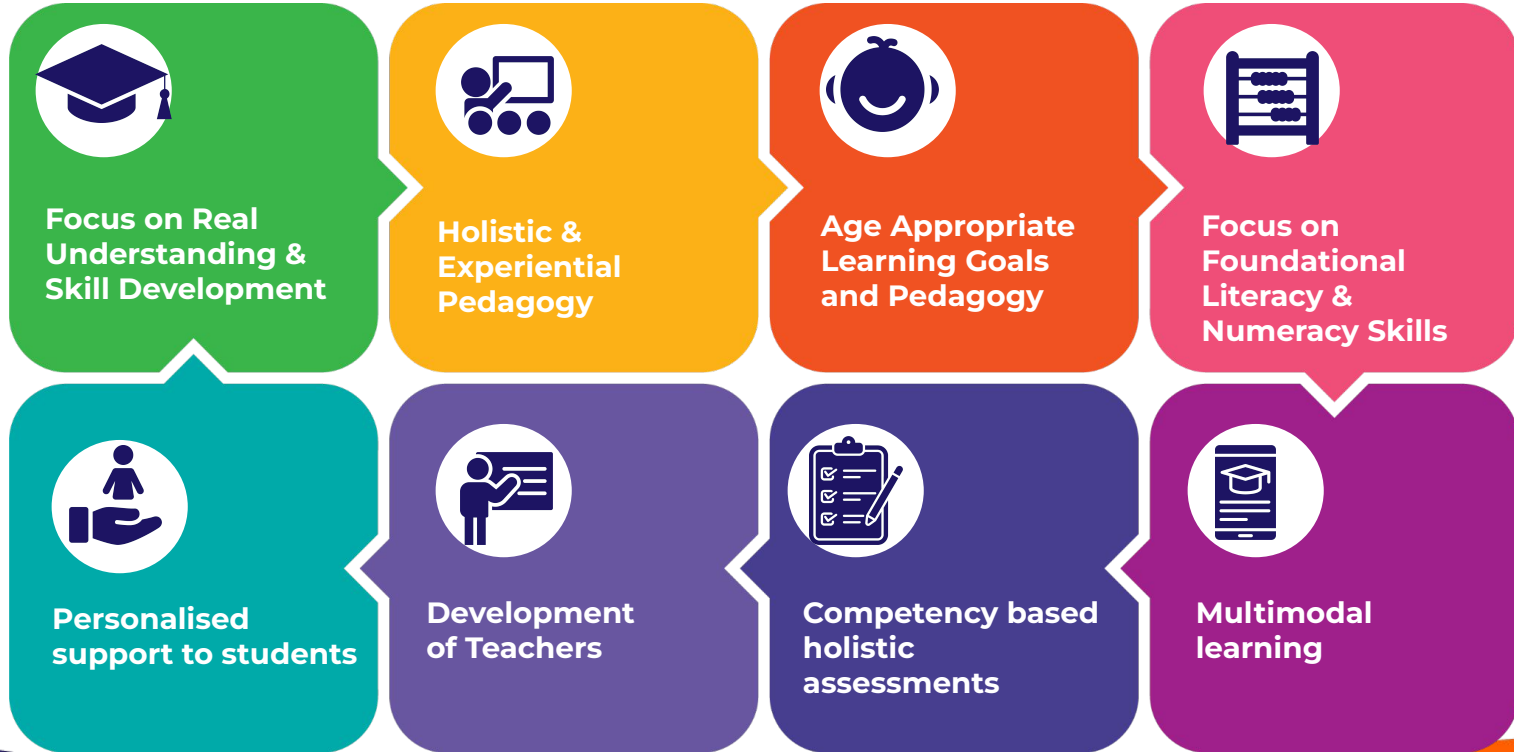 Focus on Real
Understanding &
Skill Development
Holistic &
Experiential
Pedagogy
Age Appropriate
Learning Goals
and Pedagogy
Focus on
Foundational
Literacy &
Numeracy Skills
Personalised
support to students
Development
of Teachers
Competency based
holistic
assessments
Multimodal
learning